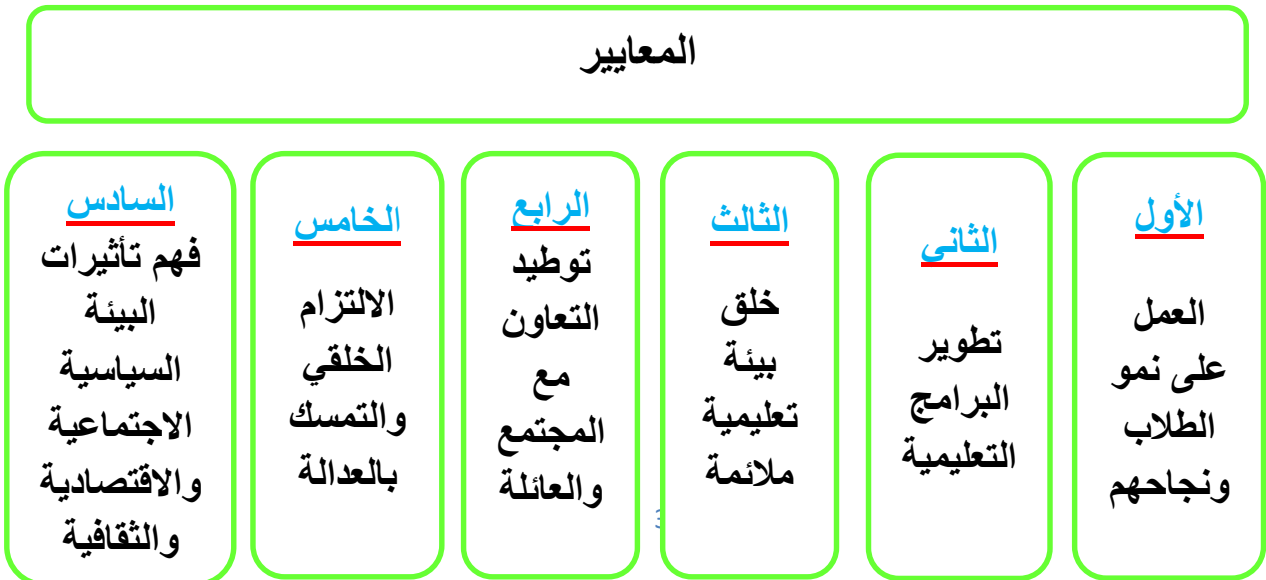 المعايير
الأول
العمل
على نمو
الطلاب
ونجاحهم
الثانى
تطوير
البرامج
التعليمية
الثالث
خلق
بيئة
تعليمية
ملائمة
الرابع
توطيد
التعاون
مع
المجتمع
والعائلة
الخامس
الالتزام
الخلقي
والتمسك
بالعدالة
السادس
فهم تأثيرات
البيئة
السياسية
الاجتماعية
والاقتصادية
والثقافية